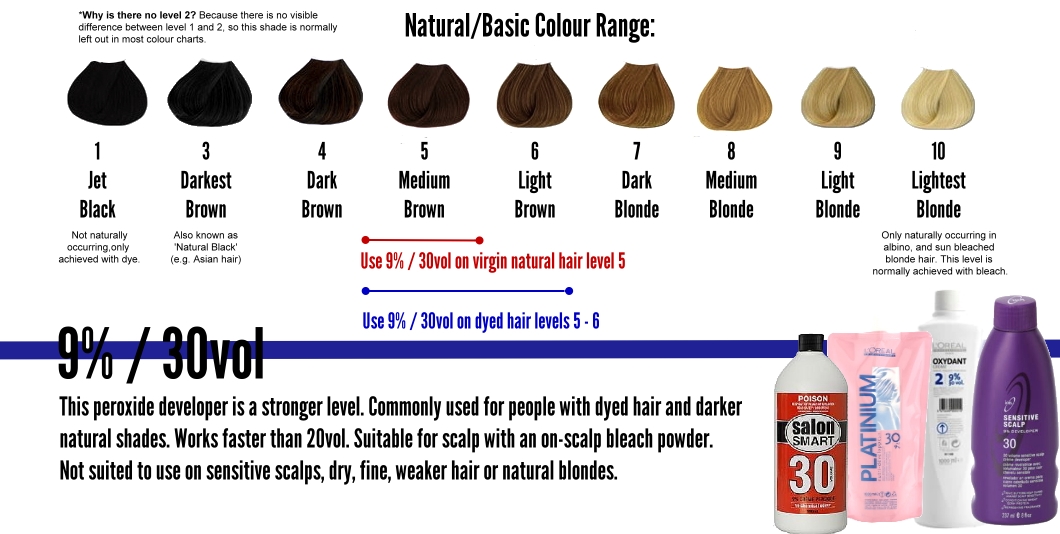 *Why is there no level 2? Because there is no visible
difference between level 1 and 2, so this shade is normally
left out in most colour charts.
Natural/Basic Colour Range:
1
Jet
Black
Not naturally
occurring,only
achieved with dye.
3
Darkest
Brown
Also known as
'Natural Black'
(e.g. Asian hair)
4
Dark
Brown
5
Medium
Brown
6
Light
Brown
7
Dark
Blonde
8
Medium
Blonde
9
Light
Blonde
10
Lightest
Blonde
Only naturally occurring in
albino, and sun bleached
blonde hair. This level is
normally achieved with bleach.
Use 9% / 30vol on virgin natural hair level 5
Use 9% / 30vol on dyed hair levels 5 - 6
9% / 30vol
This peroxide developer is a stronger level. Commonly used for people with dyed hair and darker
natural shades. Works faster than 20vol. Suitable for scalp with an on-scalp bleach powder.
Not suited to use on sensitive scalps, dry, fine, weaker hair or natural blondes.
POISON
salon
SMART
30
L'OREAL
PLATINIUM
30
L'OREAL
OXYDANT
2 9%
30 vol.
SENSITIVE
SCALP
30